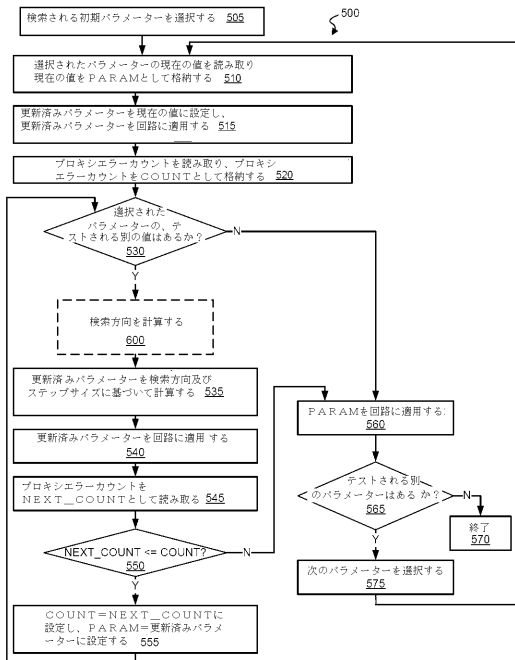 500
検索される初期パラメーターを選択する 505
選択されたパラメーターの現在の値を読み取り
現在の値をPARAMとして格納する 510
更新済みパラメーターを現在の値に設定し、
更新済みパラメーターを回路に適用する 515
プロキシエラーカウントを読み取り、プロキシ
エラーカウントをCOUNTとして格納する 520
選択された
パラメーターの、テ
ストされる別の値はあるか?
530
N
Y
検索方向を計算する
600
更新済みパラメーターを検索方向及び
ステップサイズに基づいて計算する 535
更新済みパラメーターを回路に適用 する
540
プロキシエラーカウントを
NEXT_COUNTとして読み取る 545
NEXT_COUNT <= COUNT?
550
N
Y
COUNT=NEXT_COUNTに
設定し、PARAM=更新済みパラメ
ーターに設定する 555
PARAMを回路に適用する
560
テストされる別
のパラメーターはある か?
565
N
Y
終了
570
次のパラメーターを選択する
575